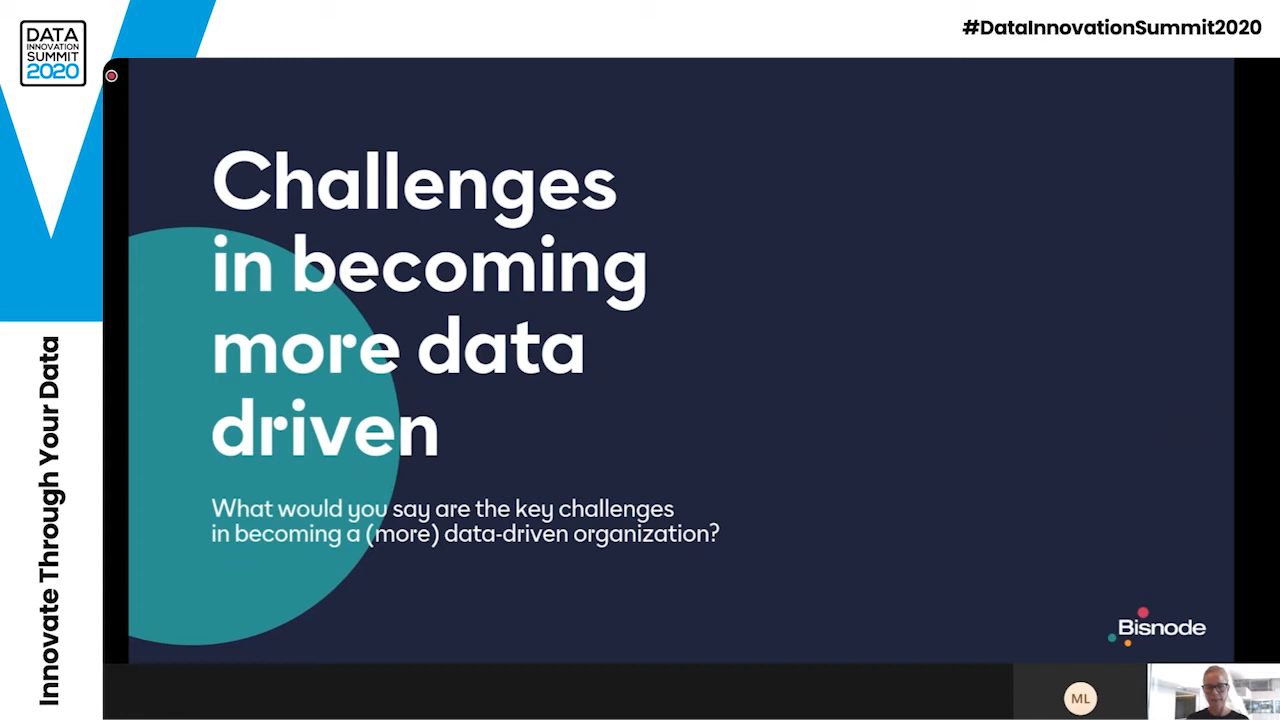 DATA
INNOVATION
SUMMIT
2020
#DataInnovationSummit2020
Challenges
in becoming
more data
driven
What would you say are the key challenges
in becoming a (more) data-driven organization?
Innovate Through Your Data
Bisnode
ML